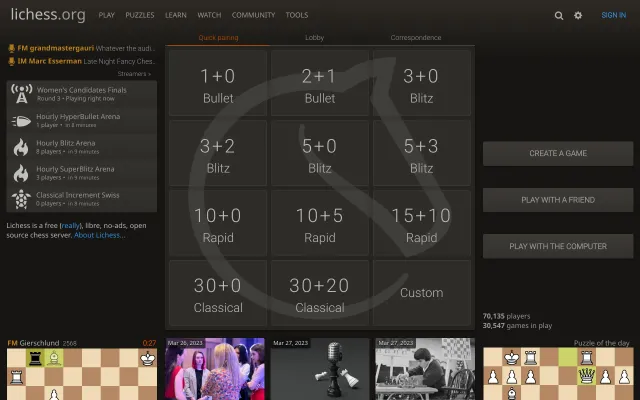 lichess.org PLAY PUZZLES LEARN WATCH COMMUNITY TOOLS SIGN IN
FM grandmastergauri Whatever the audi..
IM Marc Esserman Late Night Fancy Ches..
Streamers »
Women's Candidates Finals
Round 3 • Playing right now
Hourly HyperBullet Arena
1 player • in 8 minutes
Hourly Blitz Arena
8 players • in 9 minutes
Hourly SuperBlitz Arena
3 players • in 9 minutes
Classical Increment Swiss
0 players • in 8 minutes
Lichess is a free (really), libre, no-ads, open
source chess server. About Lichess...
Quick pairing Lobby Correspondence
1+0 2+1 3+0
Bullet Bullet Blitz
3+2 5+0 5+3
Blitz Blitz Blitz
10+0 10+5 15+10
Rapid Rapid Rapid
30+0 30+20 Custom
Classical Classical
CREATE A GAME
PLAY WITH A FRIEND
PLAY WITH THE COMPUTER
70,135 players
30,547 games in play
FM Gierschlund 2568 0:27
Mar 26, 2023 Mar 27, 2023 Mar 27, 2023
Puzzle of the day